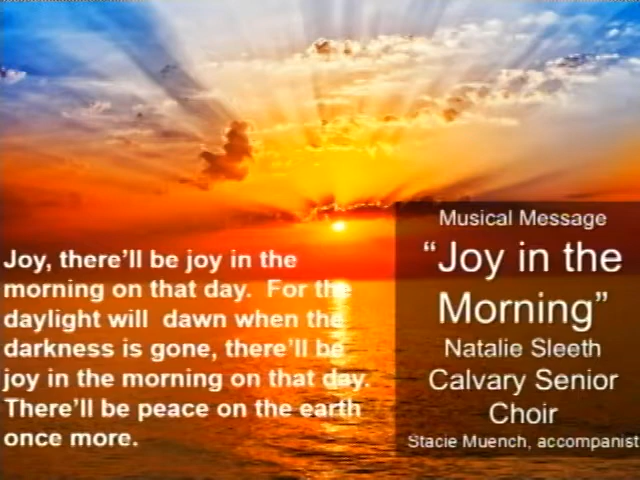 Joy, there'll be joy in the
morning on that day.  For the
daylight will  dawn when the
darkness is gone, there'll be
joy in the morning on that day.
There'll be peace on the earth
once more.
Musical Message
“Joy in the
Morning”
Natalie Sleeth
Calvary Senior
Choir
Stacie Muench, accompanist